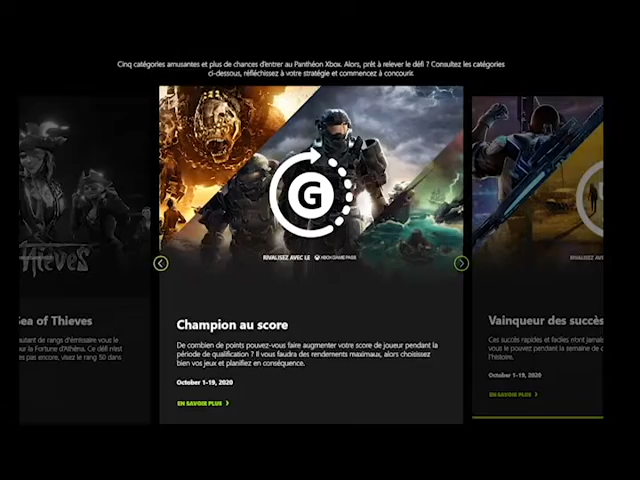 Cinq catégories amusantes et plus de chances d'entrer au Panthéon Xbox. Alors, prêt à relever le défi ? Consultez les catégories
ci-dessous, réfléchissez à votre stratégie et commencez à concourir.
G
RIVALISEZ AVEC LE XBOX GAME PASS
Champion au score
De combien de points pouvez-vous faire augmenter votre score de joueur pendant la
période de qualification ? Il vous faudra des rendements maximaux, alors choisissez
bien vos jeux et planifiez en conséquence.
October 1-19, 2020
EN SAVOIR PLUS
Thieves
Sea of Thieves
autant de rangs d'émissaire vous le
ur la Fortune d'Athéna. Ce défi n'est
es pas encore, visez le rang 50 dans
RIVALISEZ AV
Vainqueur des succès
Ces succès rapides et faciles n'ont jamais
vous le pouvez pendant la semaine de c
l'histoire.
October 1-19, 2020
EN SAVOIR PLUS